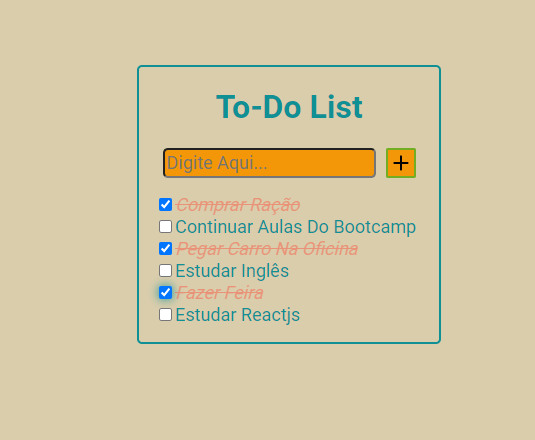 To-Do List
Digite Aqui...
+
Comprar Ração
Continuar Aulas Do Bootcamp
Pegar Carro Na Oficina
Estudar Inglês
Fazer Feira
Estudar Reactjs